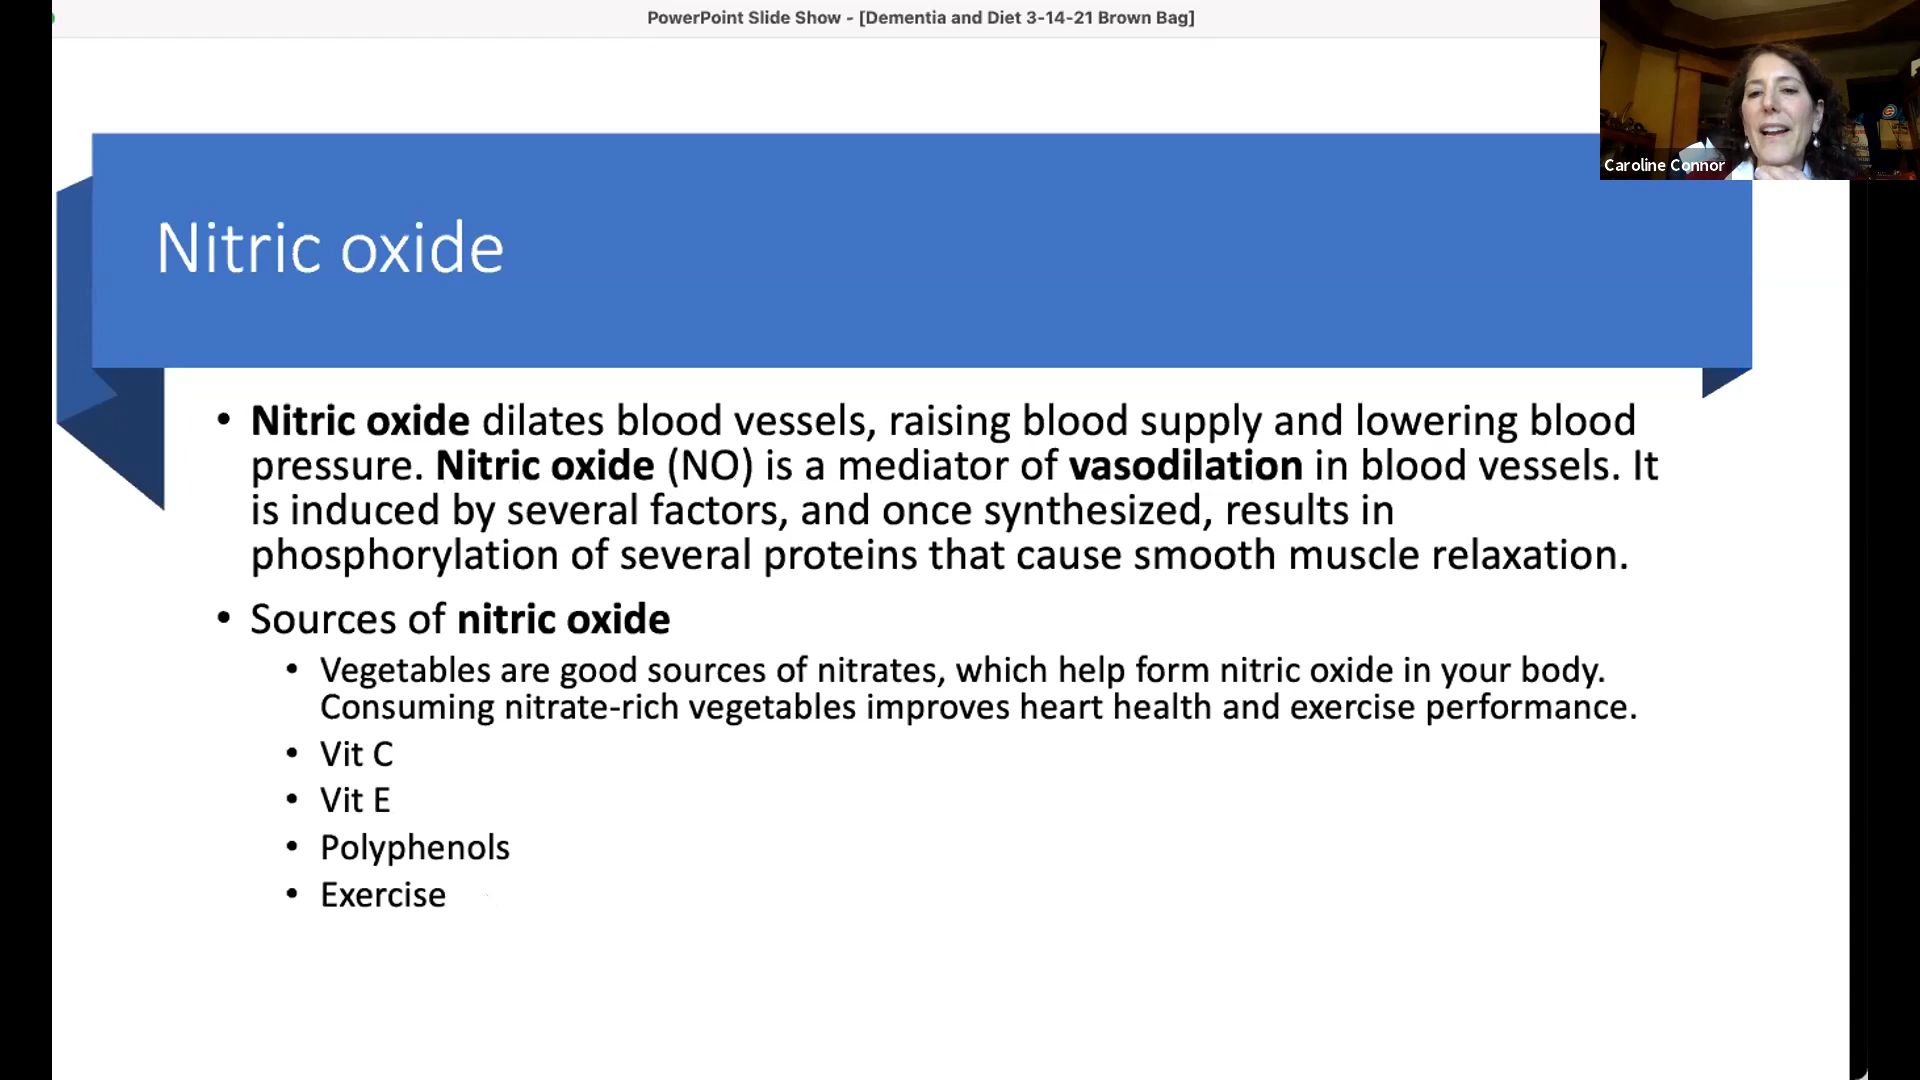 PowerPoint Slide Show - [Dementia and Diet 3-14-21 Brown Bag]
Caroline Connor
Nitric oxide
• Nitric oxide dilates blood vessels, raising blood supply and lowering blood
pressure. Nitric oxide (NO) is a mediator of vasodilation in blood vessels. It
is induced by several factors, and once synthesized, results in
phosphorylation of several proteins that cause smooth muscle relaxation.
• Sources of nitric oxide
• Vegetables are good sources of nitrates, which help form nitric oxide in your body.
Consuming nitrate-rich vegetables improves heart health and exercise performance.
• Vit C
• Vit E
• Polyphenols
• Exercise